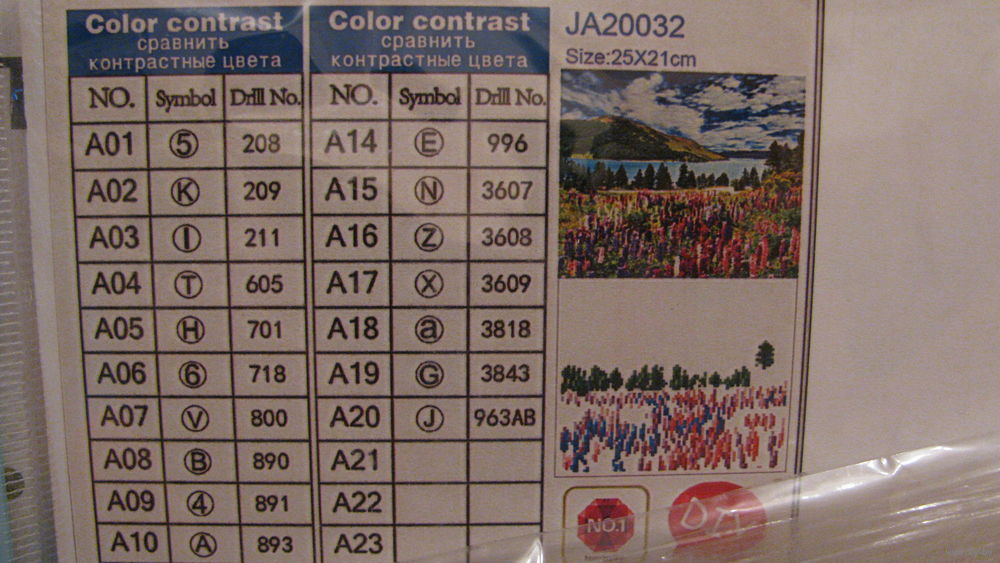 Color contrast
сравнить
контрастные цвета
NO. Symbol Drill No.
A01 5 208
A02 K 209
A03 I 211
A04 T 605
A05 H 701
A06 6 718
A07 V 800
A08 B 890
A09 4 891
A10 A 893
Color contrast
сравнить
контрастные цвета
NO. Symbol Drill No.
A14 E 996
A15 N 3607
A16 Z 3608
A17 X 3609
A18 a 3818
A19 G 3843
A20 J 963AB
A21
A22
A23
JA20032
Size:25X21cm
NO.1